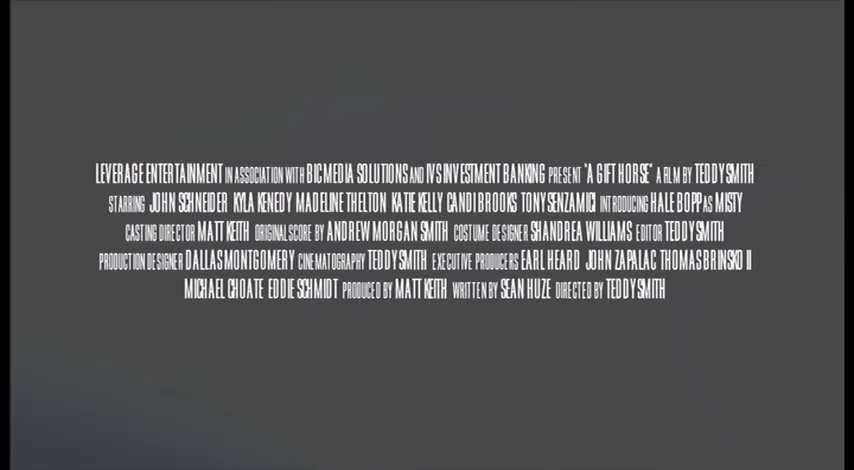 LEVERAGE ENTERTAINMENT IN ASSOCIATION WITH BICMEDIA SOLUTIONS AND IVS INVESTMENT BANKING PRESENT "A GIFT HORSE" A FILM BY TEDDY SMITH
STARRING JOHN SCHNEIDER KYLA KENEDY MADELINE THELTON KATIE KELLY CANDI BROOKS TONY SENZAMICI INTRODUCING HALE BOPP AS MISTY
CASTING DIRECTOR MATT KEITH ORIGINAL SCORE BY ANDREW MORGAN SMITH COSTUME DESIGNER SHANDREA WILLIAMS EDITOR TEDDY SMITH
PRODUCTION DESIGNER DALLAS MONTGOMERY CINEMATOGRAPHY TEDDY SMITH EXECUTIVE PRODUCERS EARL HEARD JOHN ZAPALAC THOMAS BRINSKO II
MICHAEL CHOATE EDDIE SCHMIDT PRODUCED BY MATT KEITH WRITTEN BY SEAN HUZE DIRECTED BY TEDDY SMITH